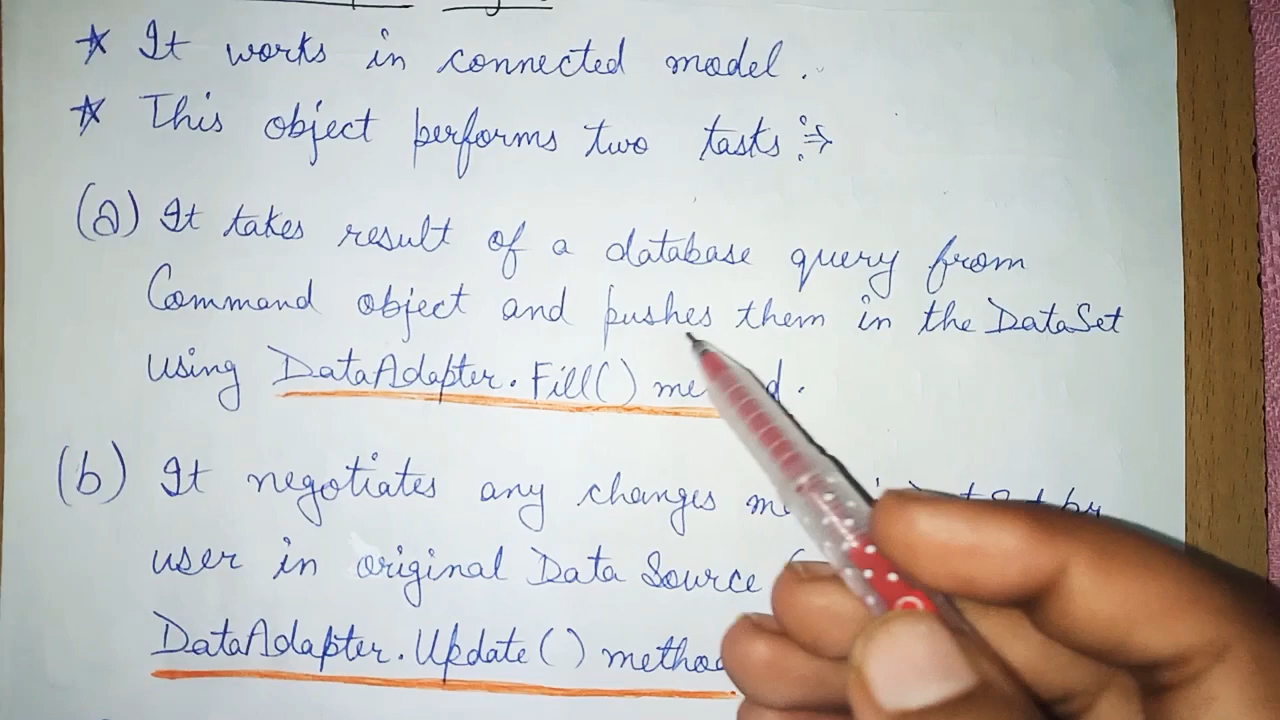 ★ It works in connected model.
★ This object performs two tasks :⇒
(a) It takes result of a database query from
Command object and pushes them in the DataSet
using DataAdapter.Fill() me d.
(b) It negotiates any changes by
user in original Data Source
DataAdapter.Update() method